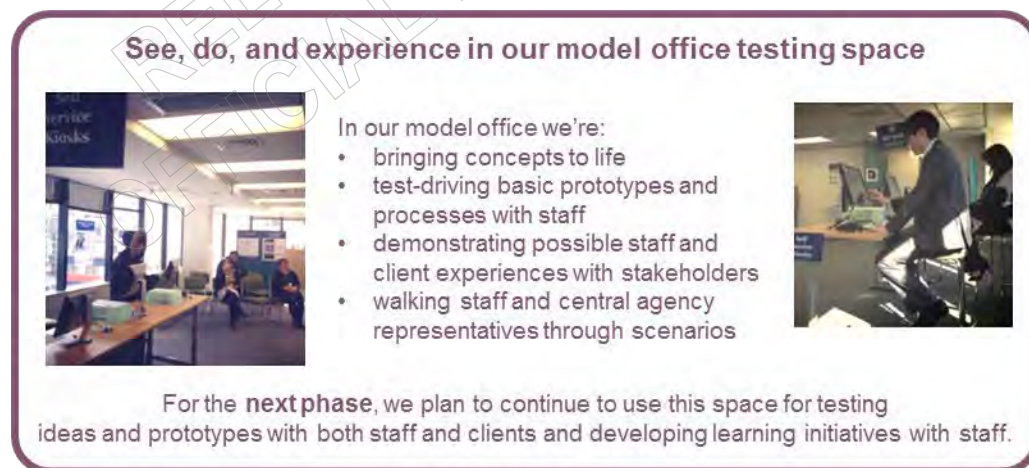 See, do, and experience in our model office testing space
Self
service
Kiosks
In our model office we're:
• bringing concepts to life
• test-driving basic prototypes and
processes with staff
• demonstrating possible staff and
client experiences with stakeholders
• walking staff and central agency
representatives through scenarios
For the next phase, we plan to continue to use this space for testing
ideas and prototypes with both staff and clients and developing learning initiatives with staff.